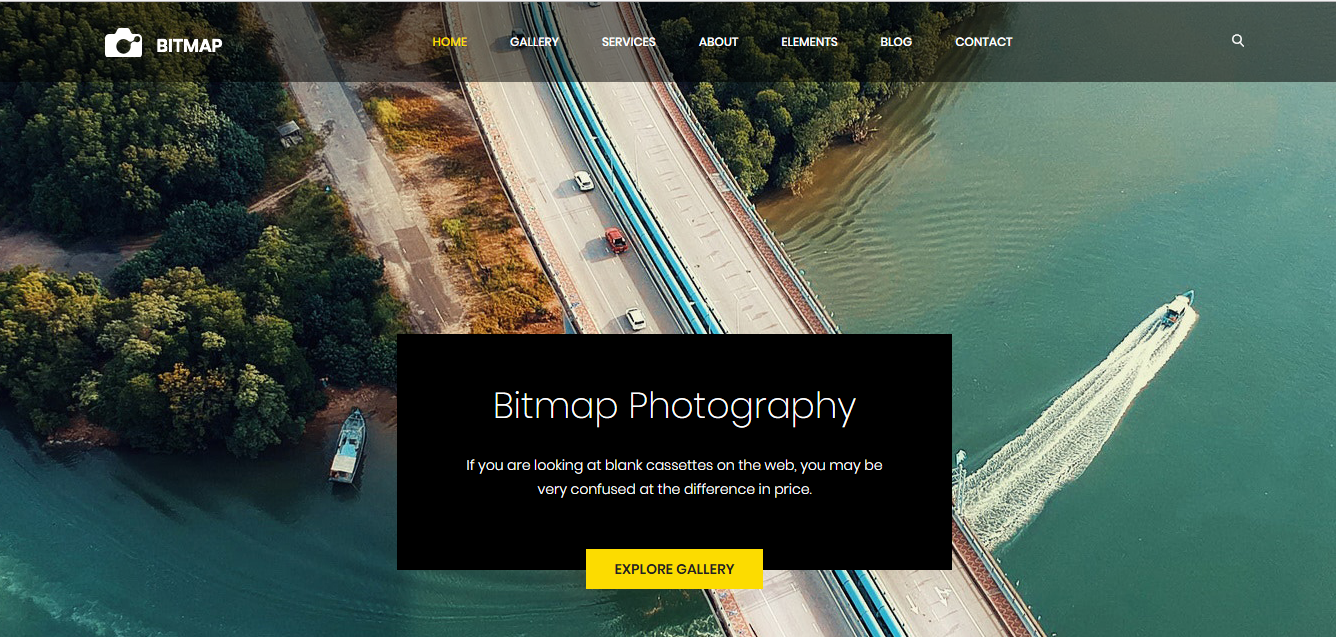 BITMAP
HOME GALLERY SERVICES ABOUT ELEMENTS BLOG CONTACT
Bitmap Photography
If you are looking at blank cassettes on the web, you may be
very confused at the difference in price.
EXPLORE GALLERY